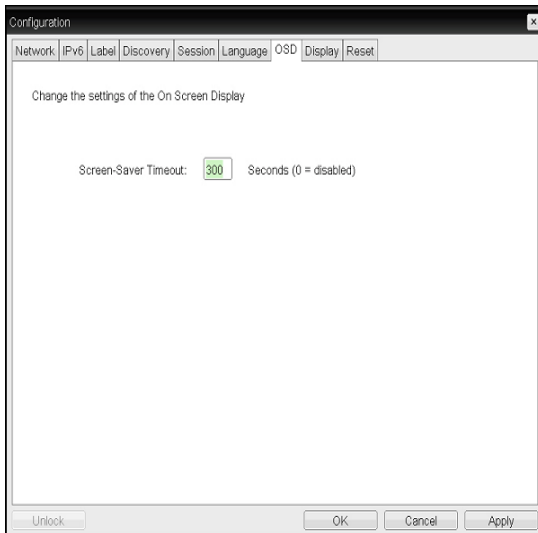 Configuration
Network IPv6 Label Discovery Session Language OSD Display Reset
Change the settings of the On Screen Display
Screen-Saver Timeout: 300 Seconds (0 = disabled)
Unlock OK Cancel Apply